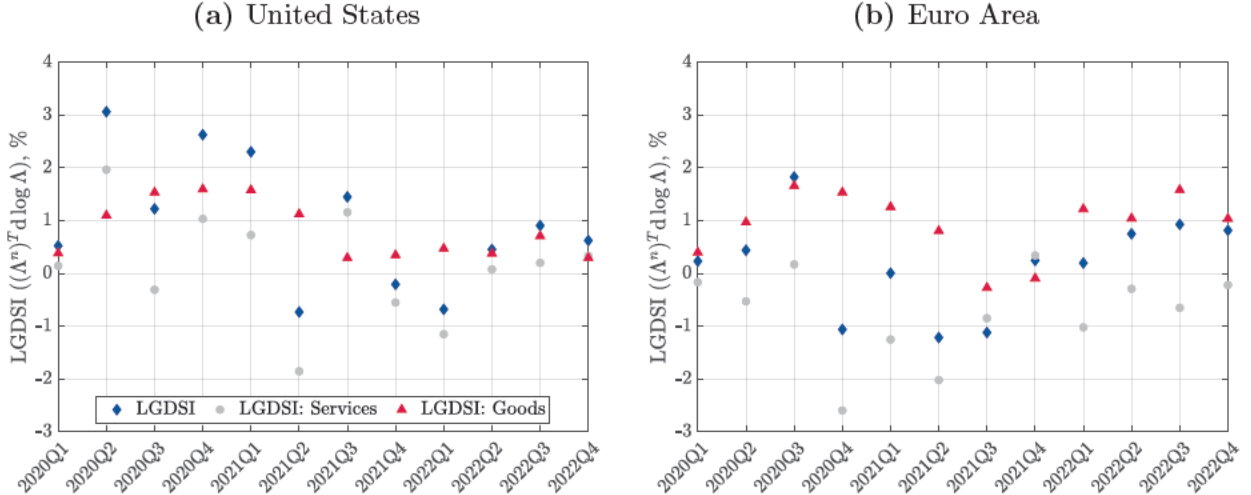 (a) United States
LGDSI ((Λⁿ)ᵀ d log Λ), %
4
3
2
1
0
-1
-2
-3
LGDSI
LGDSI: Services
LGDSI: Goods
2020Q1
2020Q2
2020Q3
2020Q4
2021Q1
2021Q2
2021Q3
2021Q4
2022Q1
2022Q2
2022Q3
2022Q4
(b) Euro Area
LGDSI ((Λⁿ)ᵀ d log Λ), %
4
3
2
1
0
-1
-2
-3
2020Q1
2020Q2
2020Q3
2020Q4
2021Q1
2021Q2
2021Q3
2021Q4
2022Q1
2022Q2
2022Q3
2022Q4